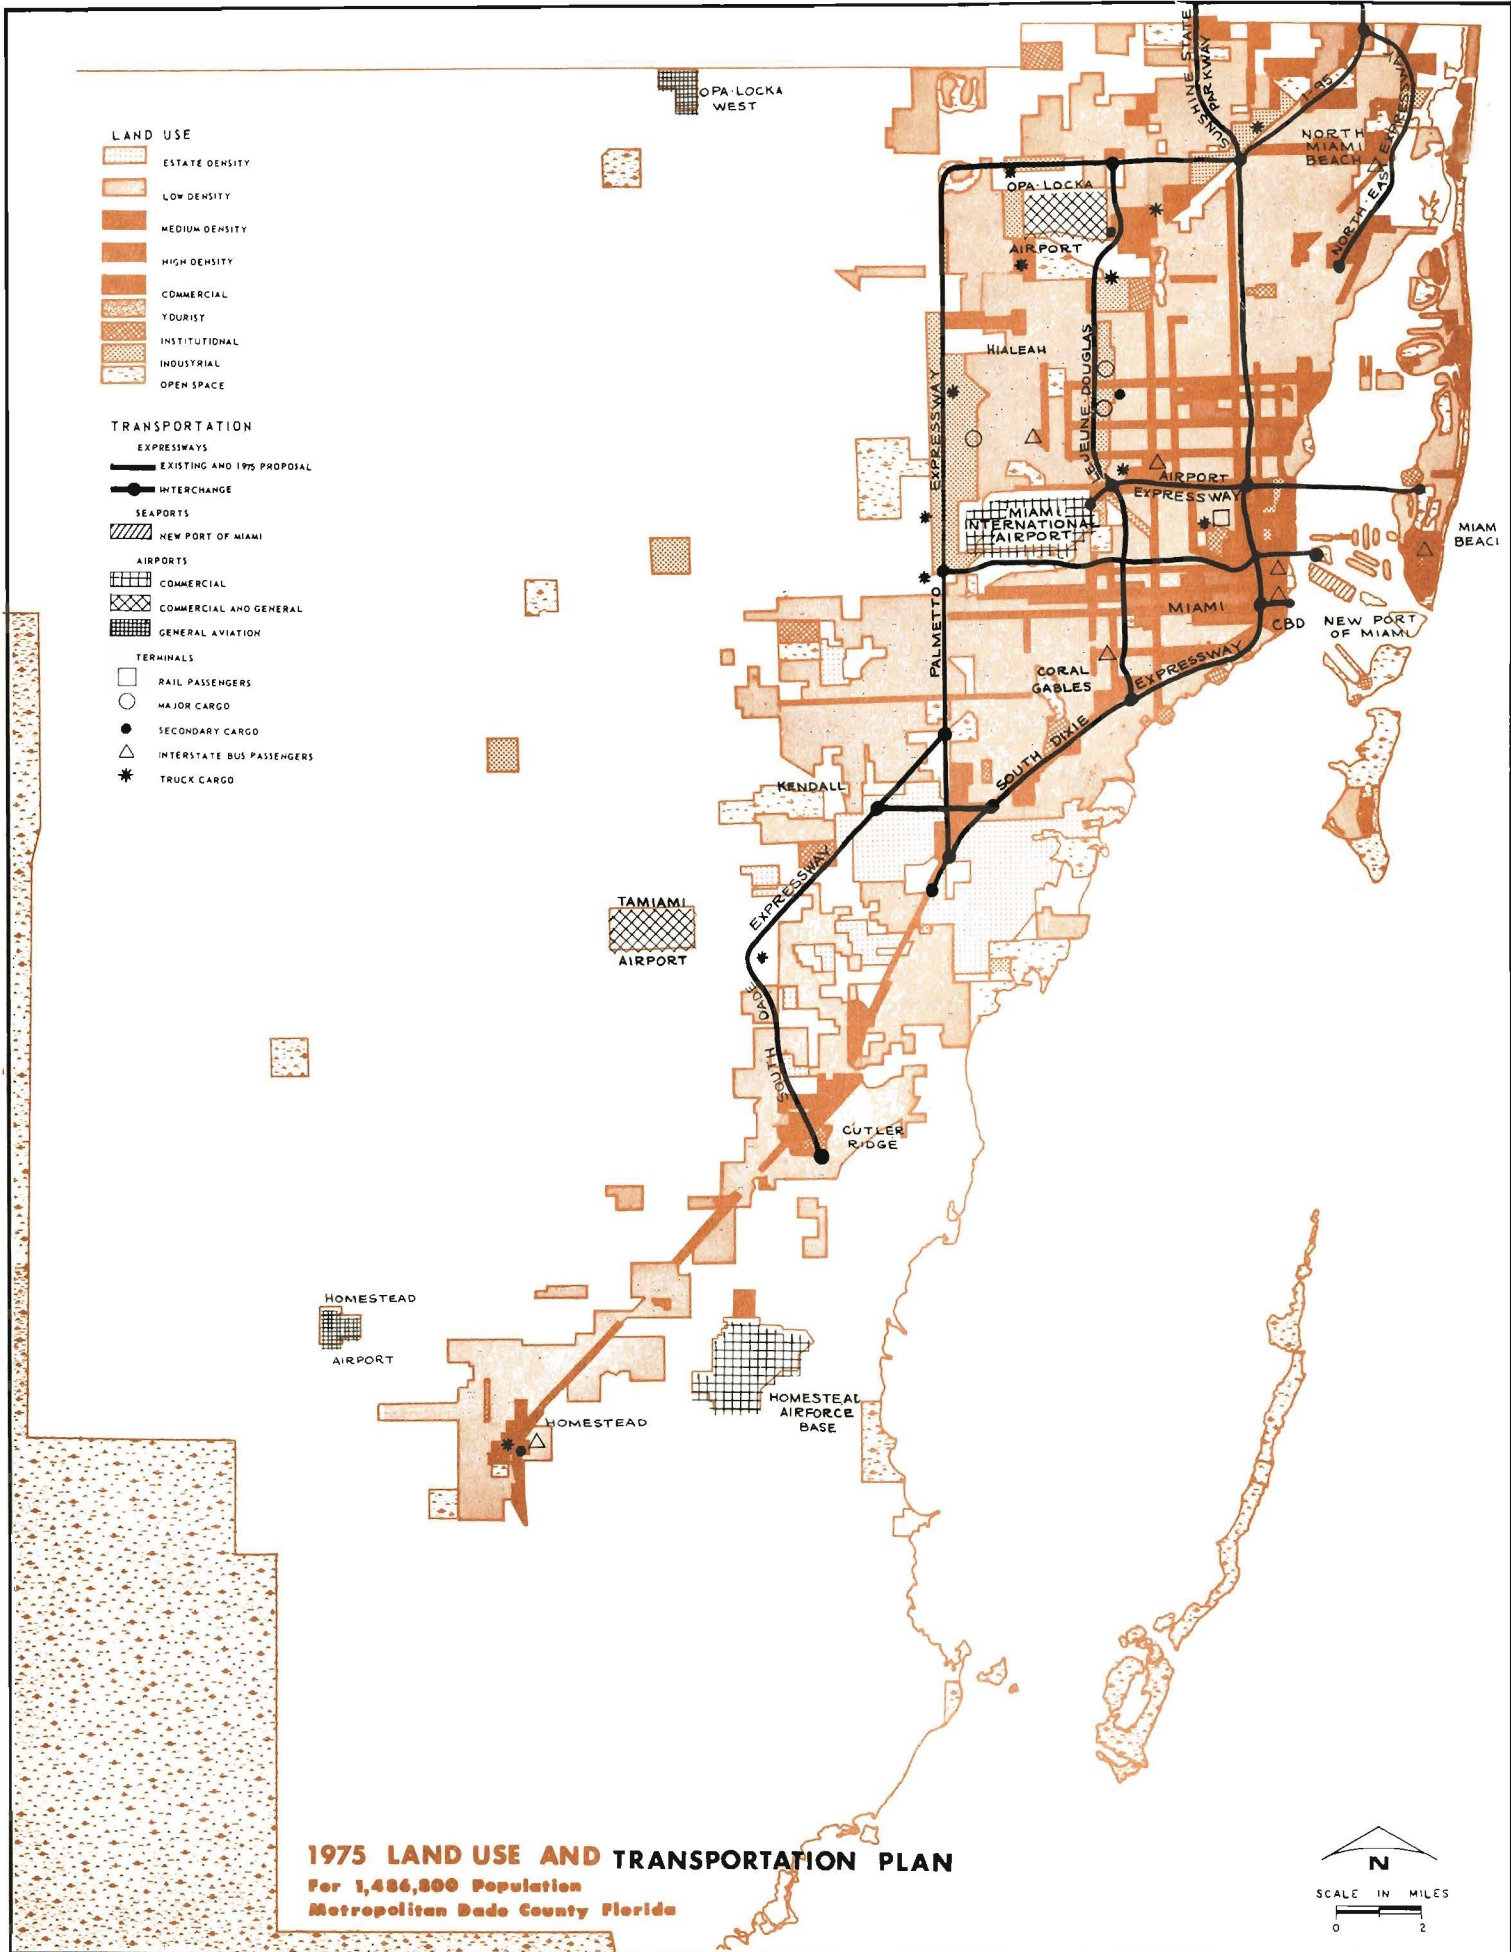 OPA-LOCKA
WEST
LAND USE
ESTATE DENSITY
LOW DENSITY
MEDIUM DENSITY
HIGH DENSITY
COMMERCIAL
TOURIST
INSTITUTIONAL
INDUSTRIAL
OPEN SPACE
TRANSPORTATION
EXPRESSWAYS
EXISTING AND 1975 PROPOSAL
INTERCHANGE
SEAPORTS
NEW PORT OF MIAMI
AIRPORTS
COMMERCIAL
COMMERCIAL AND GENERAL
GENERAL AVIATION
TERMINALS
RAIL PASSENGERS
MAJOR CARGO
SECONDARY CARGO
INTERSTATE BUS PASSENGERS
TRUCK CARGO
SUNSHINE STATE
PARKWAY
I-95
NORTH
MIAMI
BEACH
NORTH-EAST EXPRESSWAY
OPA-LOCKA
AIRPORT
HIALEAH
LEJEUNE-DOUGLAS
PALMETTO EXPRESSWAY
AIRPORT
EXPRESSWAY
MIAMI
INTERNATIONAL
AIRPORT
MIAM
BEACI
MIAMI
CBD
NEW PORT
OF MIAMI
CORAL
GABLES
SOUTH DIXIE EXPRESSWAY
KENDALL
TAMIAMI
AIRPORT
SOUTH DADE EXPRESSWAY
CUTLER
RIDGE
HOMESTEAD
AIRPORT
HOMESTEAD
AIRFORCE
BASE
HOMESTEAD
1975 LAND USE AND TRANSPORTATION PLAN
For 1,486,800 Population
Metropolitan Dade County Florida
N
SCALE IN MILES
0 2